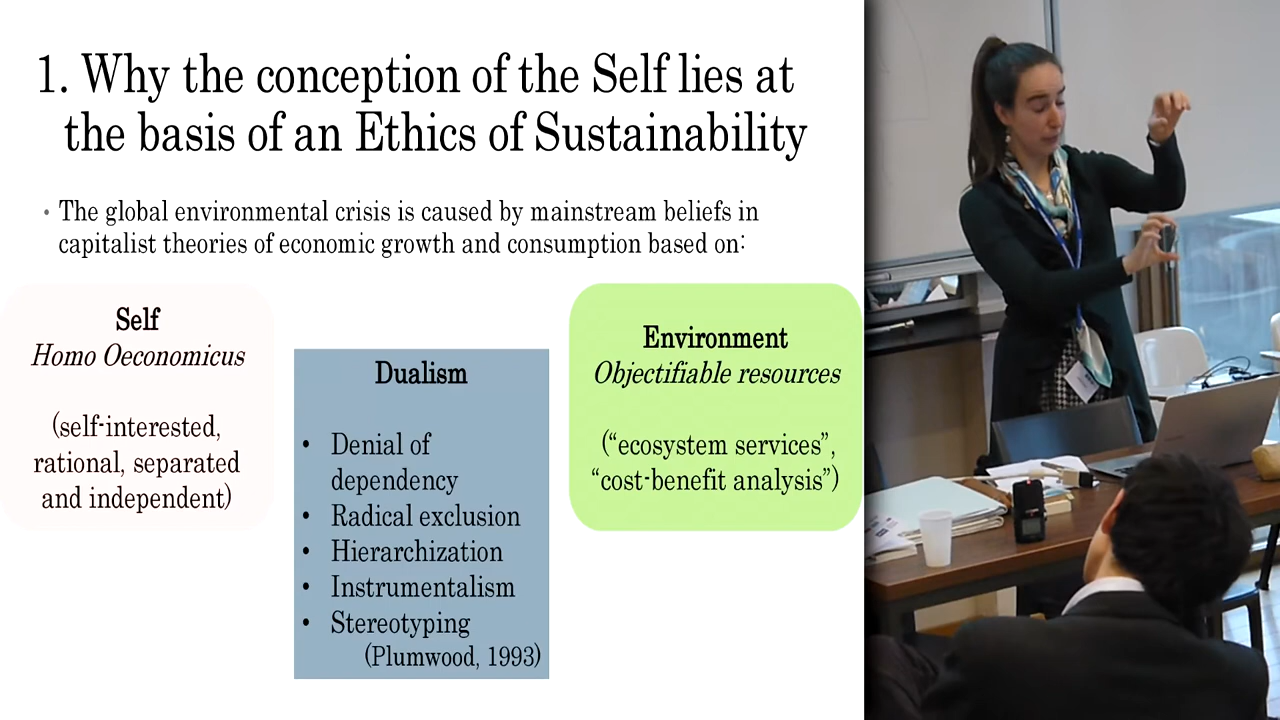 1. Why the conception of the Self lies at
the basis of an Ethics of Sustainability
• The global environmental crisis is caused by mainstream beliefs in
capitalist theories of economic growth and consumption based on:
Self
Homo Oeconomicus
(self-interested,
rational, separated
and independent)
Dualism
• Denial of
dependency
• Radical exclusion
• Hierarchization
• Instrumentalism
• Stereotyping
(Plumwood, 1993)
Environment
Objectifiable resources
(“ecosystem services”,
“cost-benefit analysis”)